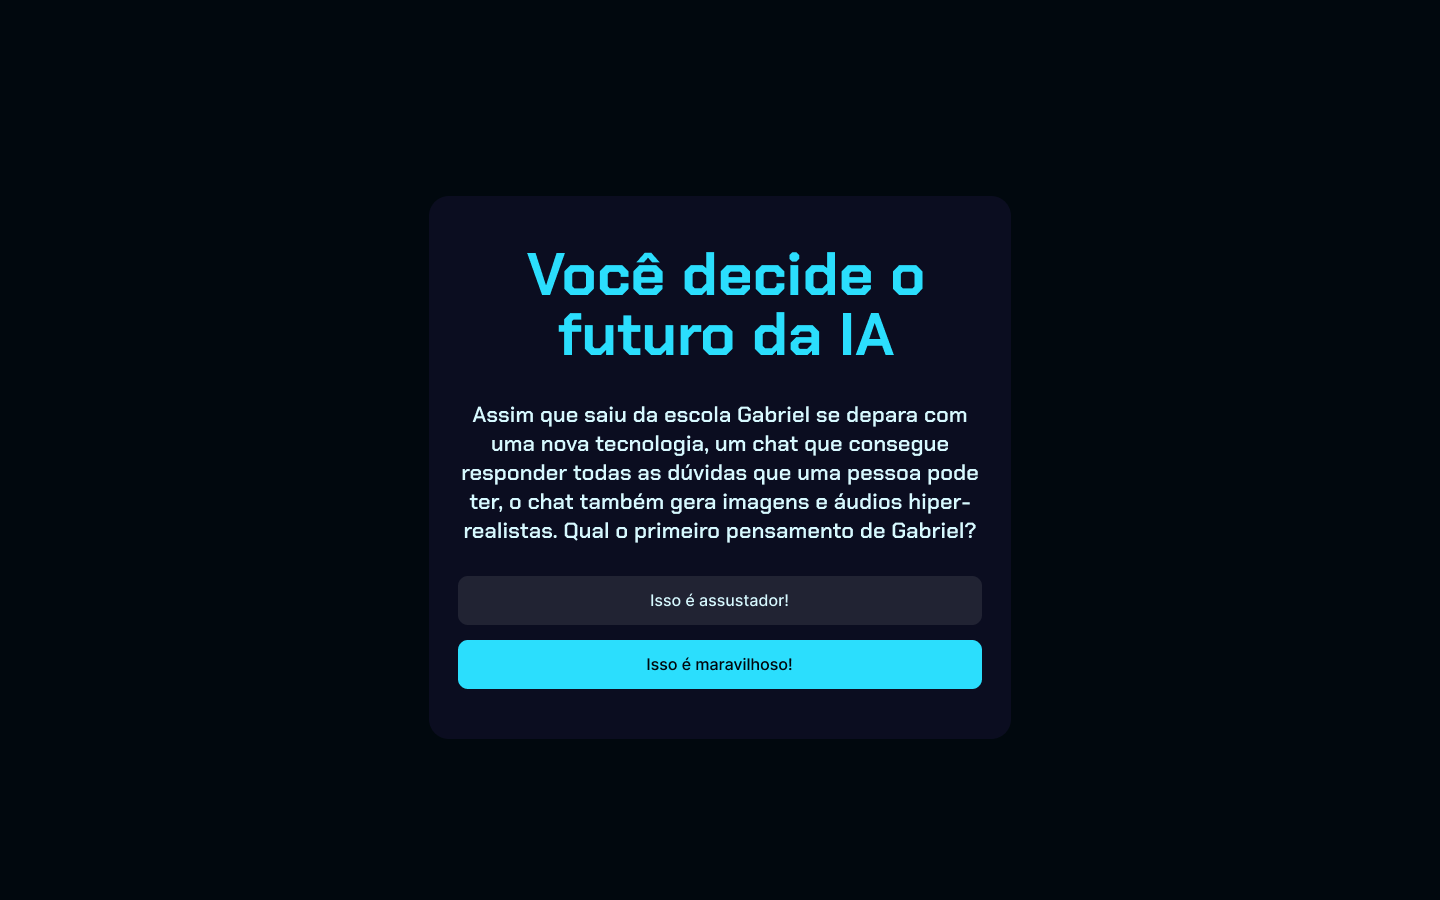 Você decide o
futuro da IA
Assim que saiu da escola Gabriel se depara com
uma nova tecnologia, um chat que consegue
responder todas as dúvidas que uma pessoa pode
ter, o chat também gera imagens e áudios hiper-
realistas. Qual o primeiro pensamento de Gabriel?
Isso é assustador!
Isso é maravilhoso!